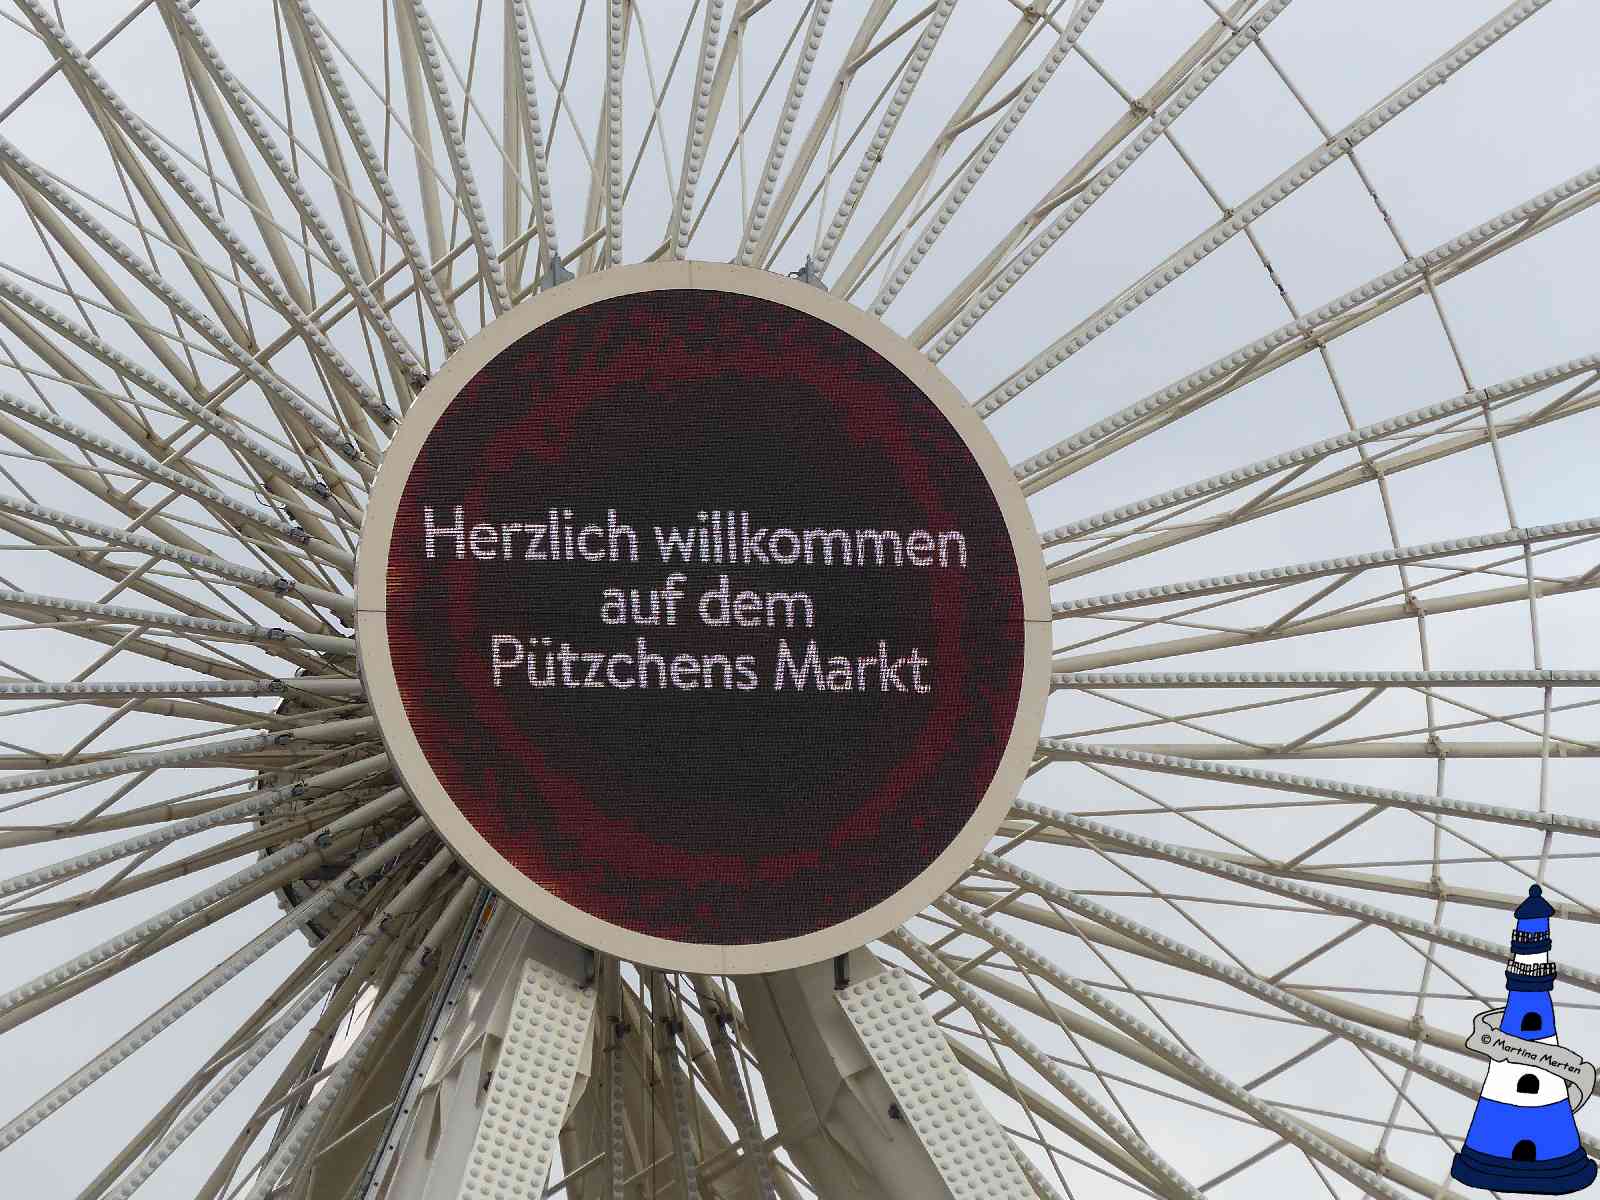 Herzlich willkommen
auf dem
Pützchens Markt
© Martina Merten